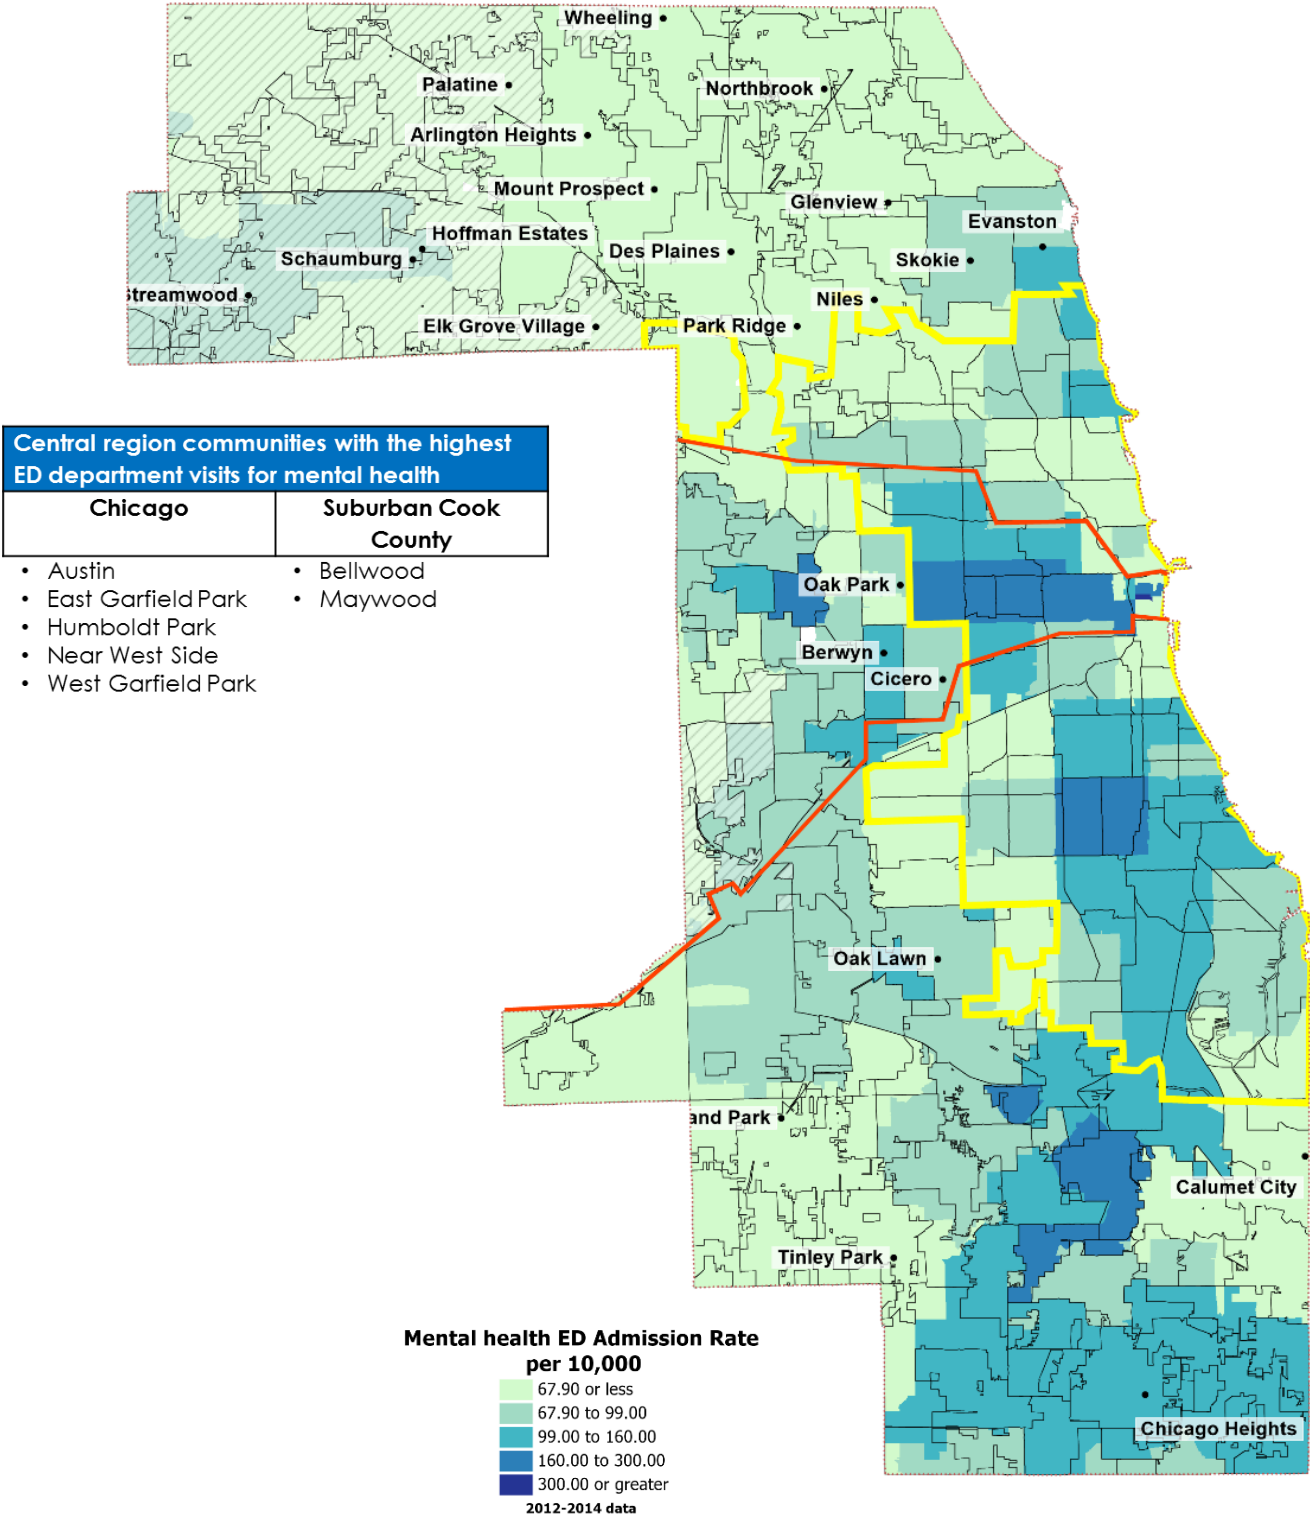 Wheeling
Palatine
Northbrook
Arlington Heights
Mount Prospect
Glenview
Evanston
Hoffman Estates
Schaumburg
Des Plaines
Skokie
Streamwood
Niles
Elk Grove Village
Park Ridge
Central region communities with the highest
ED department visits for mental health
Chicago
Suburban Cook
County
• Austin
• East Garfield Park
• Humboldt Park
• Near West Side
• West Garfield Park
• Bellwood
• Maywood
Oak Park
Berwyn
Cicero
Oak Lawn
and Park
Calumet City
Tinley Park
Chicago Heights
Mental health ED Admission Rate
per 10,000
67.90 or less
67.90 to 99.00
99.00 to 160.00
160.00 to 300.00
300.00 or greater
2012-2014 data